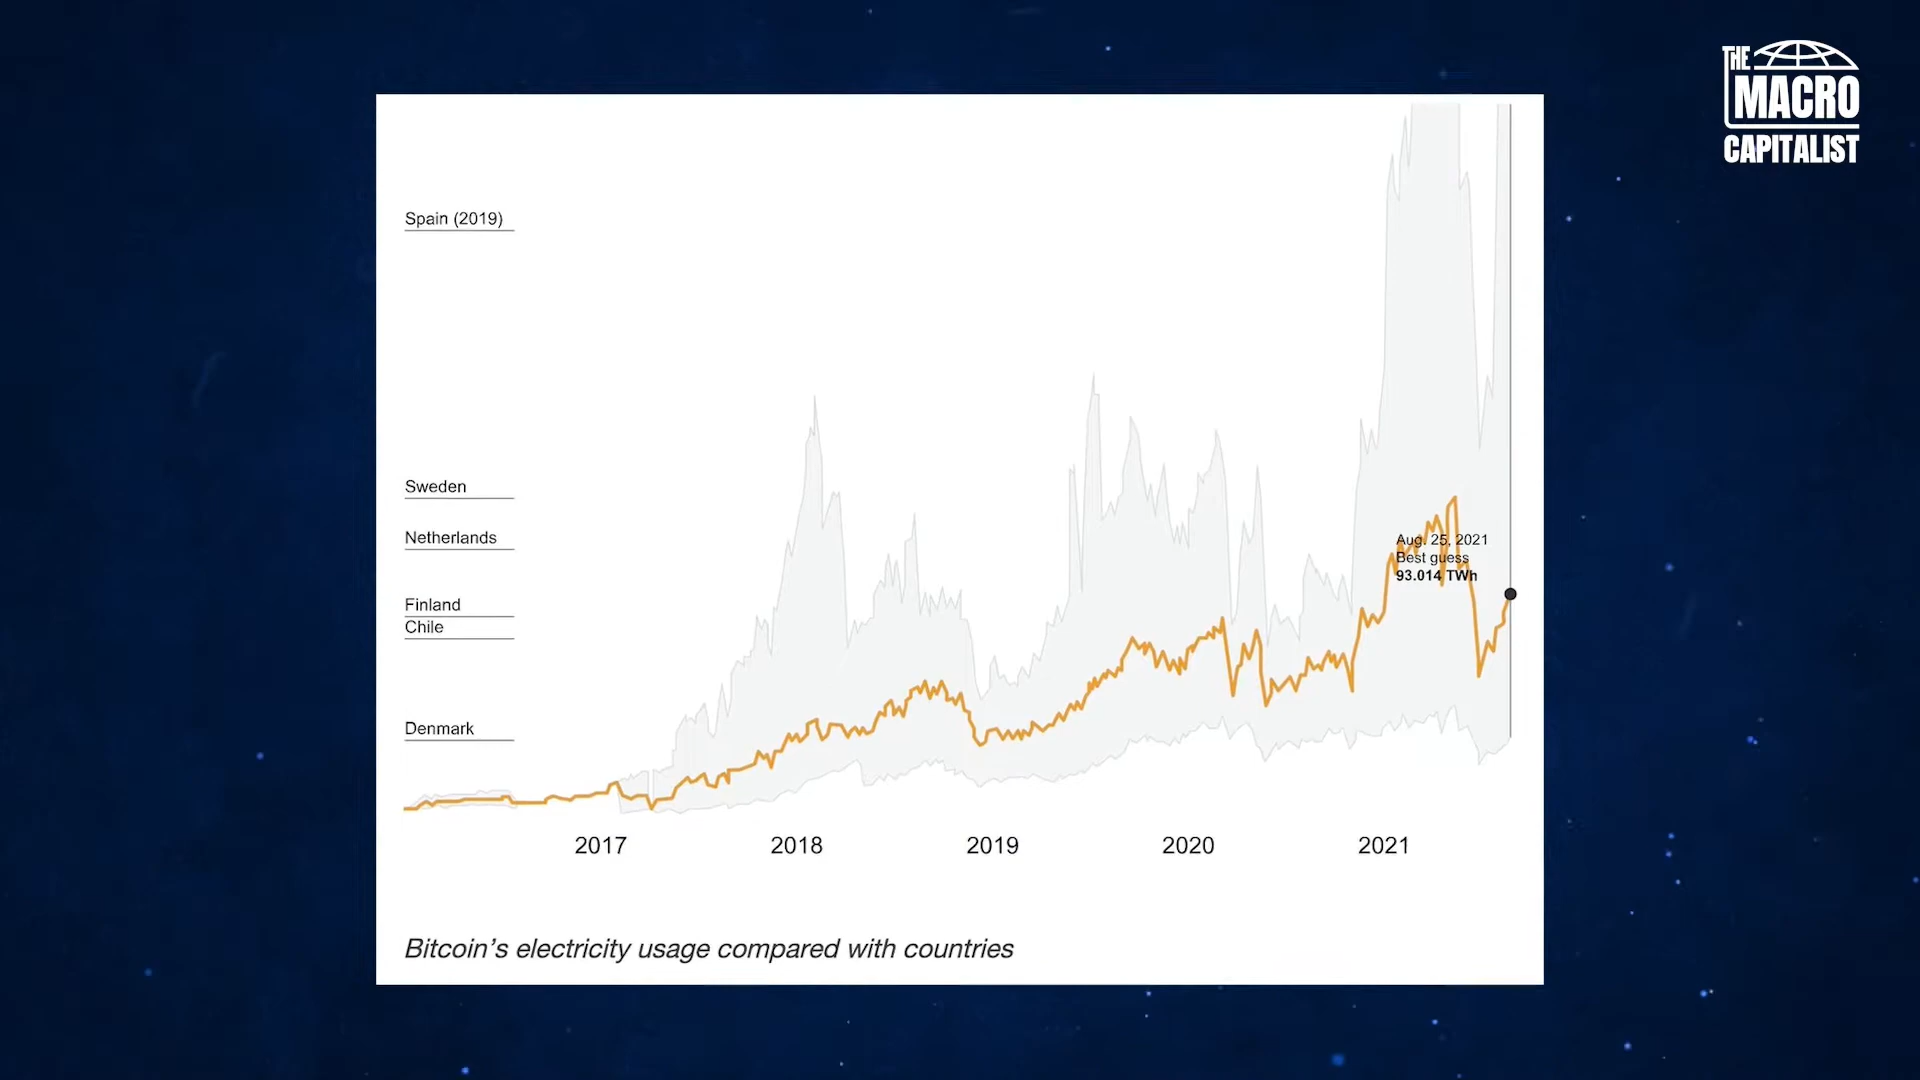 THE
MACRO
CAPITALIST
Spain (2019)
Sweden
Netherlands
Finland
Chile
Denmark
Aug. 25, 2021
Best guess
93.014 TWh
2017 2018 2019 2020 2021
Bitcoin’s electricity usage compared with countries